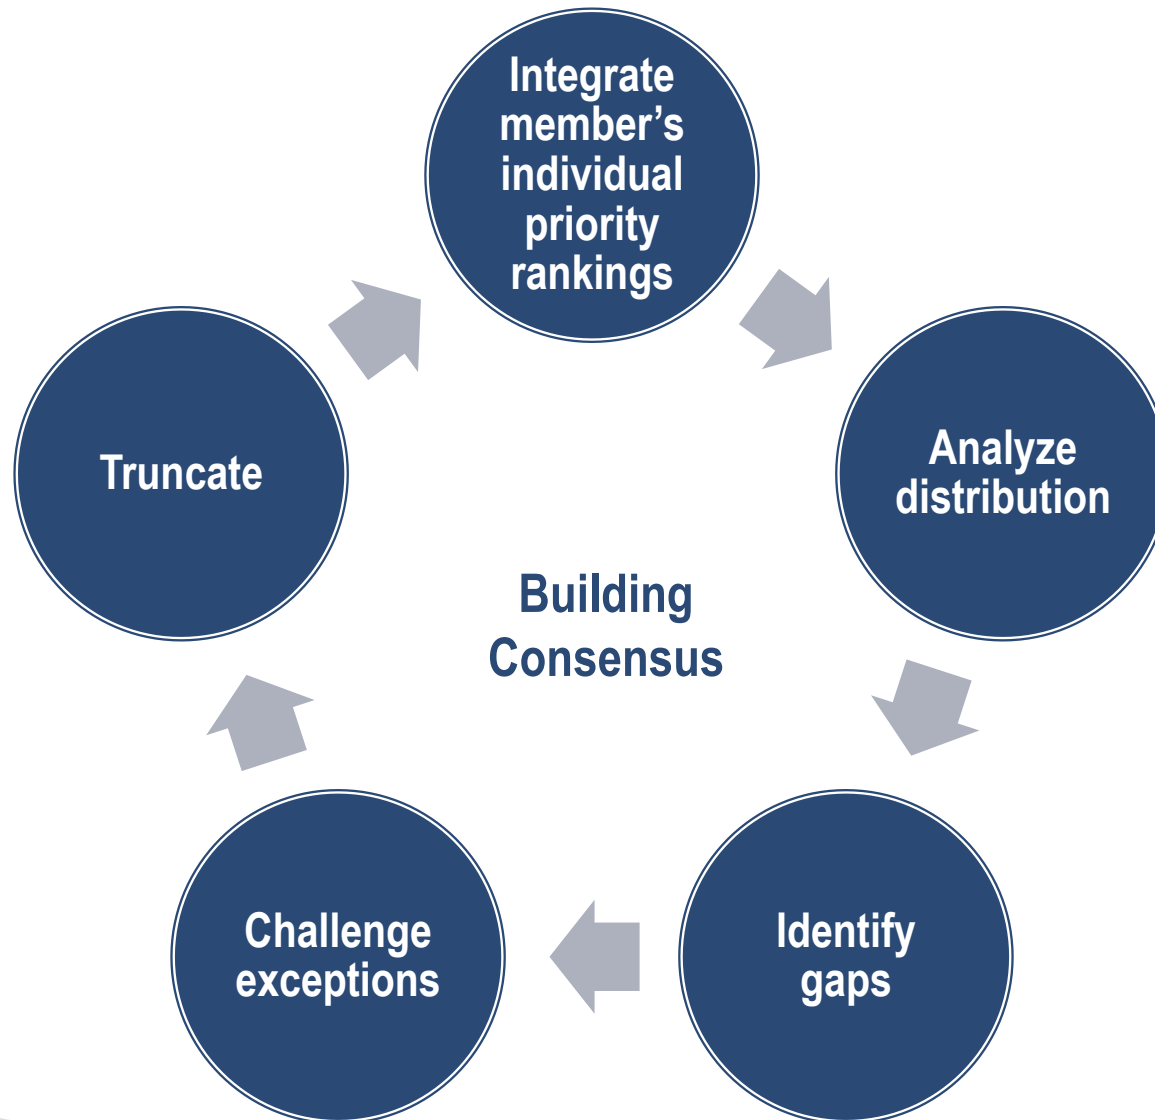 Integrate
member’s
individual
priority
rankings
Analyze
distribution
Identify
gaps
Challenge
exceptions
Truncate
Building
Consensus